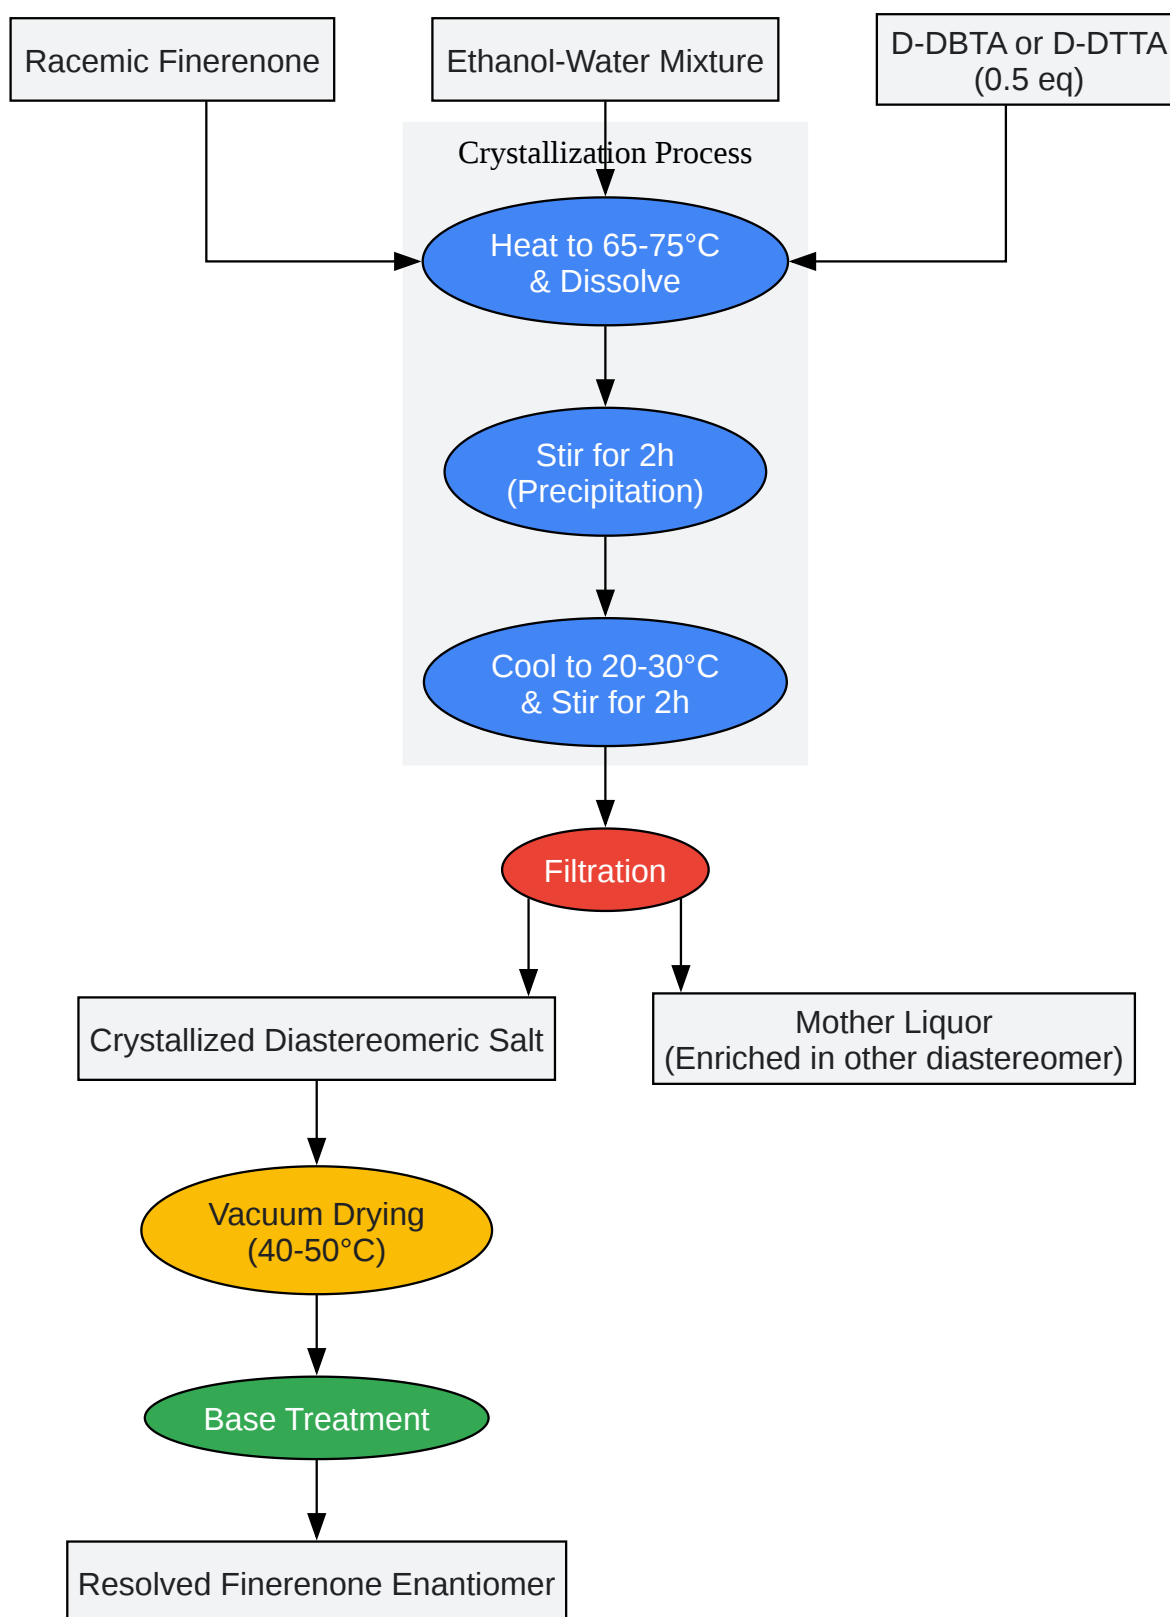 Racemic Finerenone
Ethanol-Water Mixture
D-DBTA or D-DTTA
(0.5 eq)
Crystallization Process
Heat to 65-75°C
& Dissolve
Stir for 2h
(Precipitation)
Cool to 20-30°C
& Stir for 2h
Filtration
Crystallized Diastereomeric Salt
Mother Liquor
(Enriched in other diastereomer)
Vacuum Drying
(40-50°C)
Base Treatment
Resolved Finerenone Enantiomer